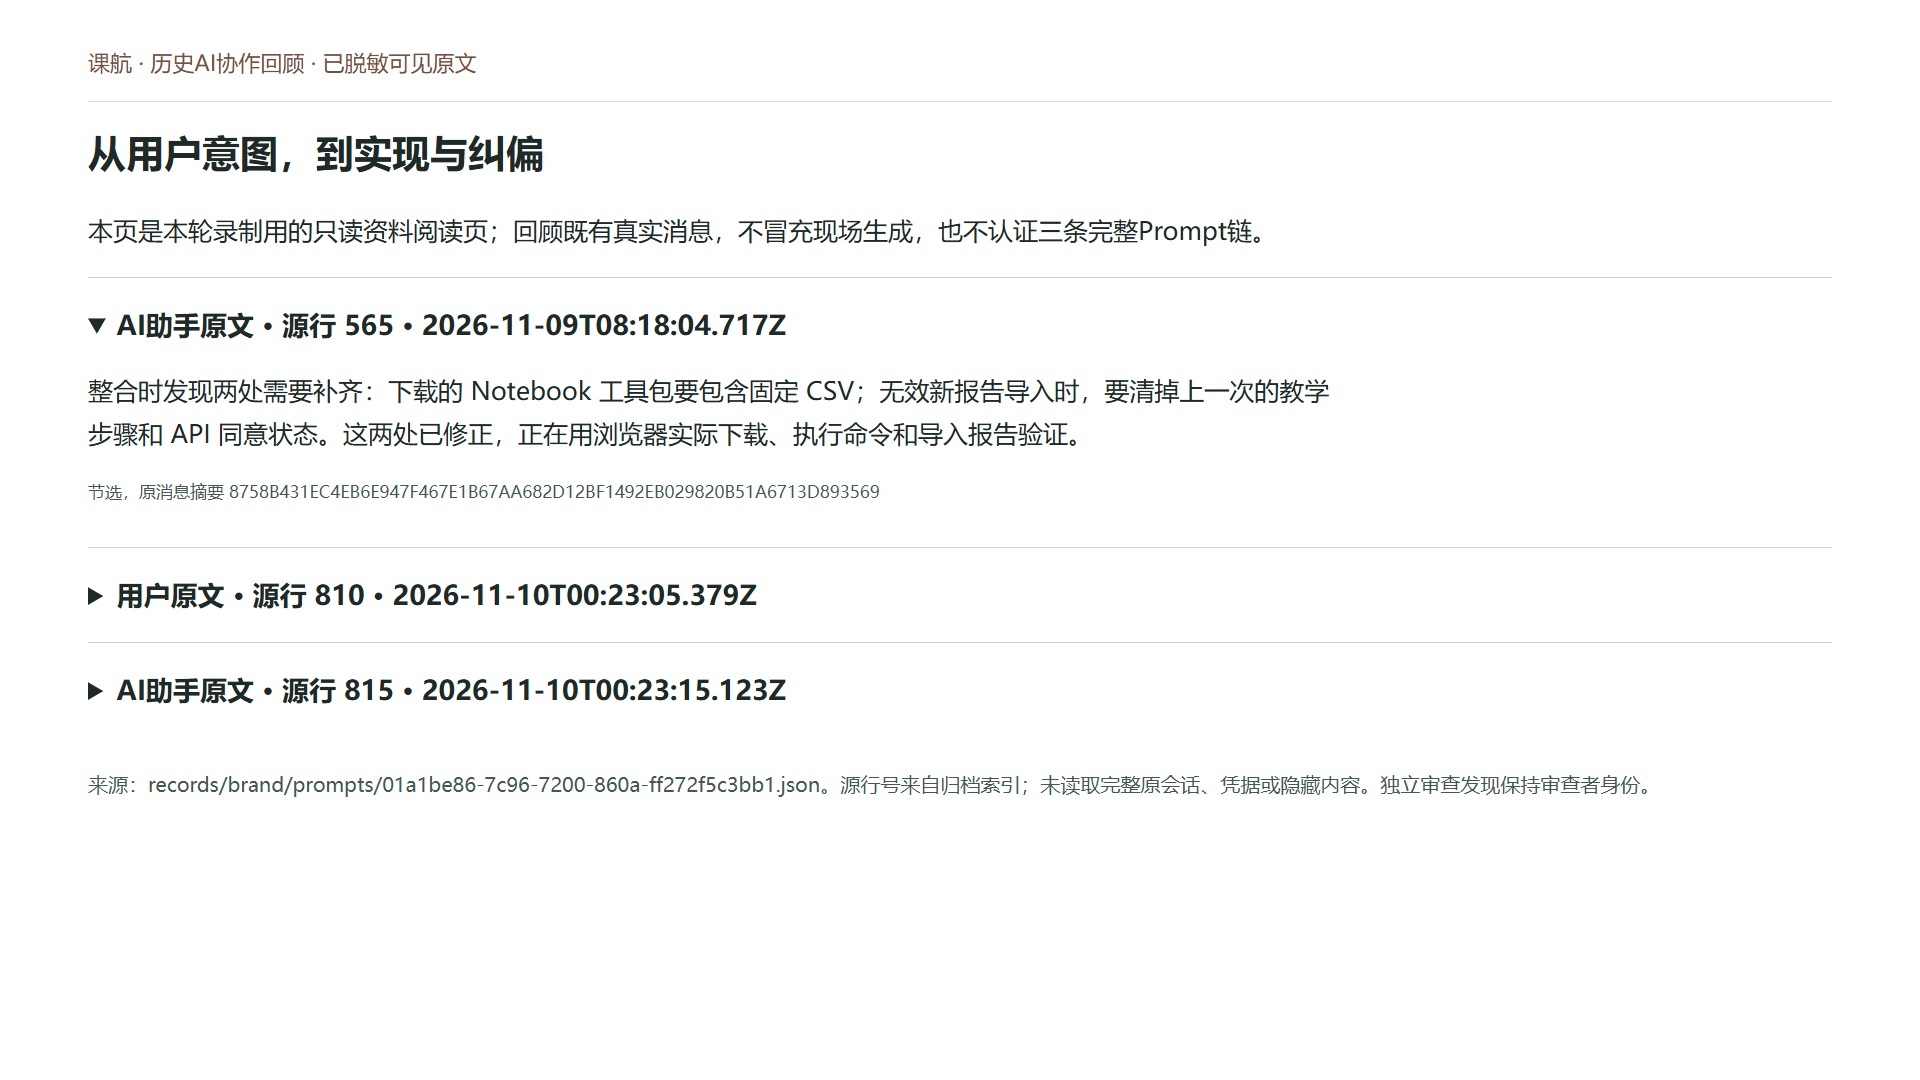 课航 · 历史AI协作回顾 · 已脱敏可见原文
从用户意图，到实现与纠偏
本页是本轮录制用的只读资料阅读页；回顾既有真实消息，不冒充现场生成，也不认证三条完整Prompt链。
▼ AI助手原文 • 源行 565 • 2026-11-09T08:18:04.717Z
整合时发现两处需要补齐：下载的 Notebook 工具包要包含固定 CSV；无效新报告导入时，要清掉上一次的教学
步骤和 API 同意状态。这两处已修正，正在用浏览器实际下载、执行命令和导入报告验证。
节选，原消息摘要 8758B431EC4EB6E947F467E1B67AA682D12BF1492EB029820B51A6713D893569
▶ 用户原文 • 源行 810 • 2026-11-10T00:23:05.379Z
▶ AI助手原文 • 源行 815 • 2026-11-10T00:23:15.123Z
来源：records/brand/prompts/01a1be86-7c96-7200-860a-ff272f5c3bb1.json。源行号来自归档索引；未读取完整原会话、凭据或隐藏内容。独立审查发现保持审查者身份。